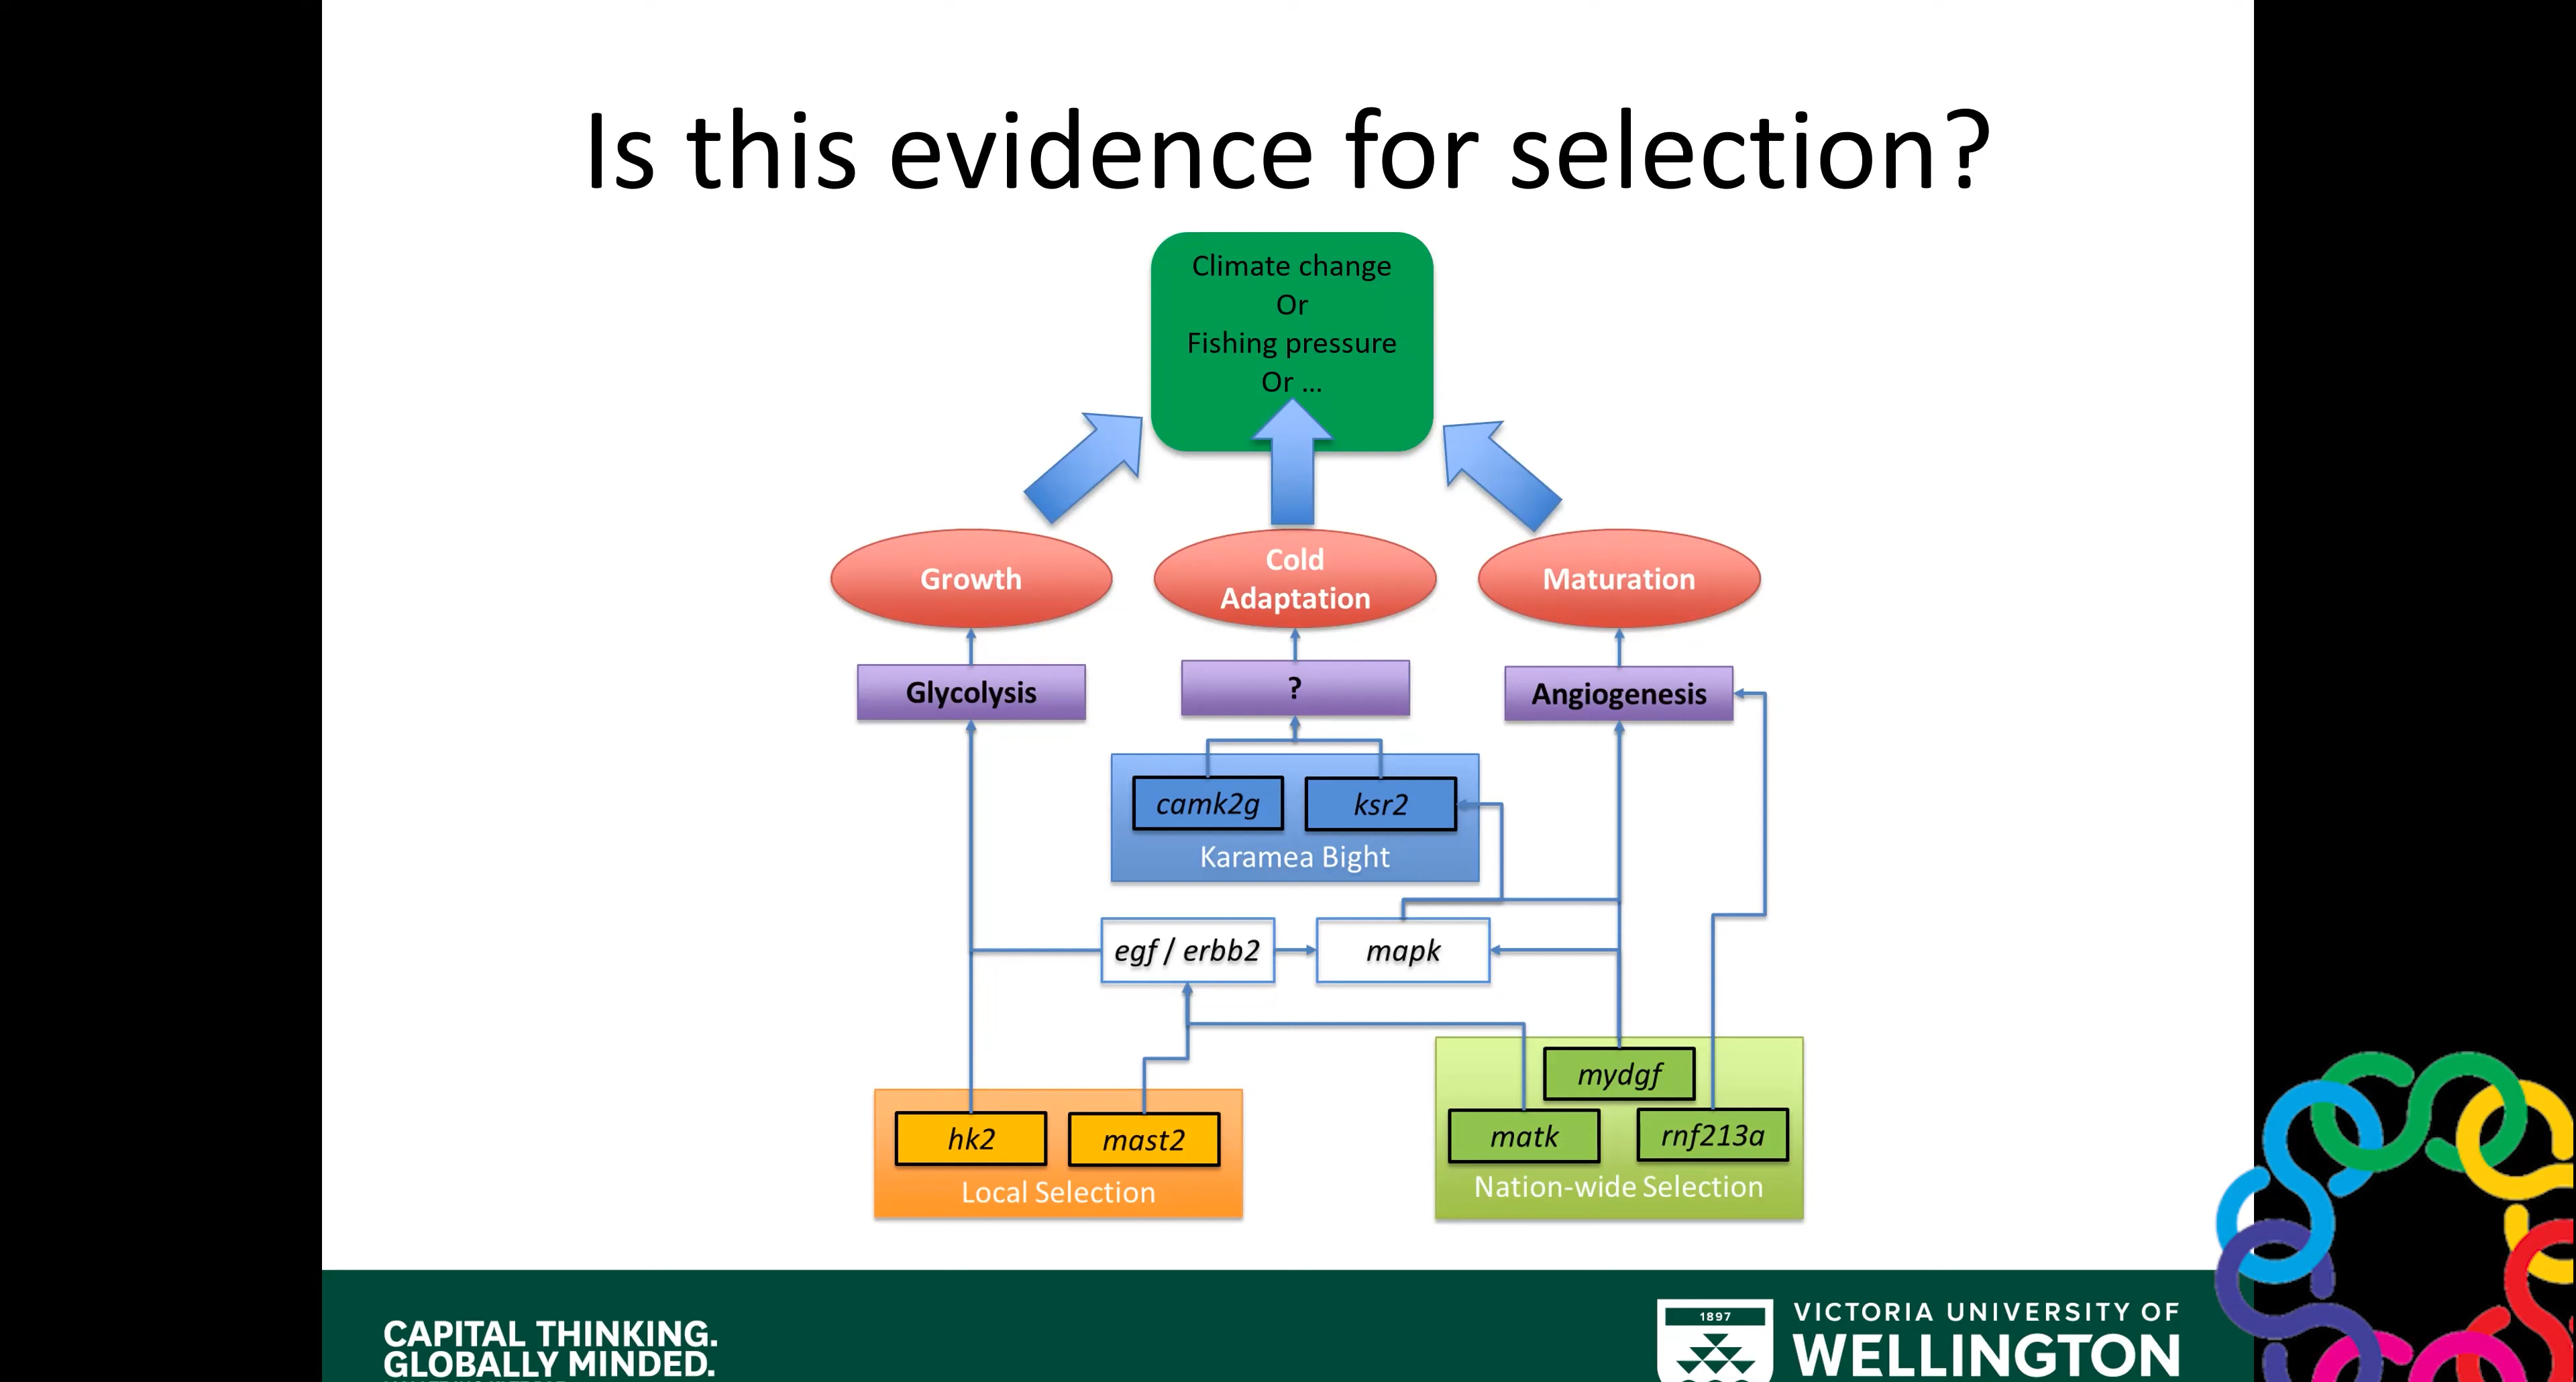 Is this evidence for selection?
Climate change
Or
Fishing pressure
Or ...
Growth
Cold
Adaptation
Maturation
Glycolysis
?
Angiogenesis
camk2g
ksr2
Karamea Bight
egf / erbb2
mapk
mydgf
hk2
mast2
matk
rnf213a
Local Selection
Nation-wide Selection
CAPITAL THINKING.
GLOBALLY MINDED.
1897
VICTORIA UNIVERSITY OF
WELLINGTON